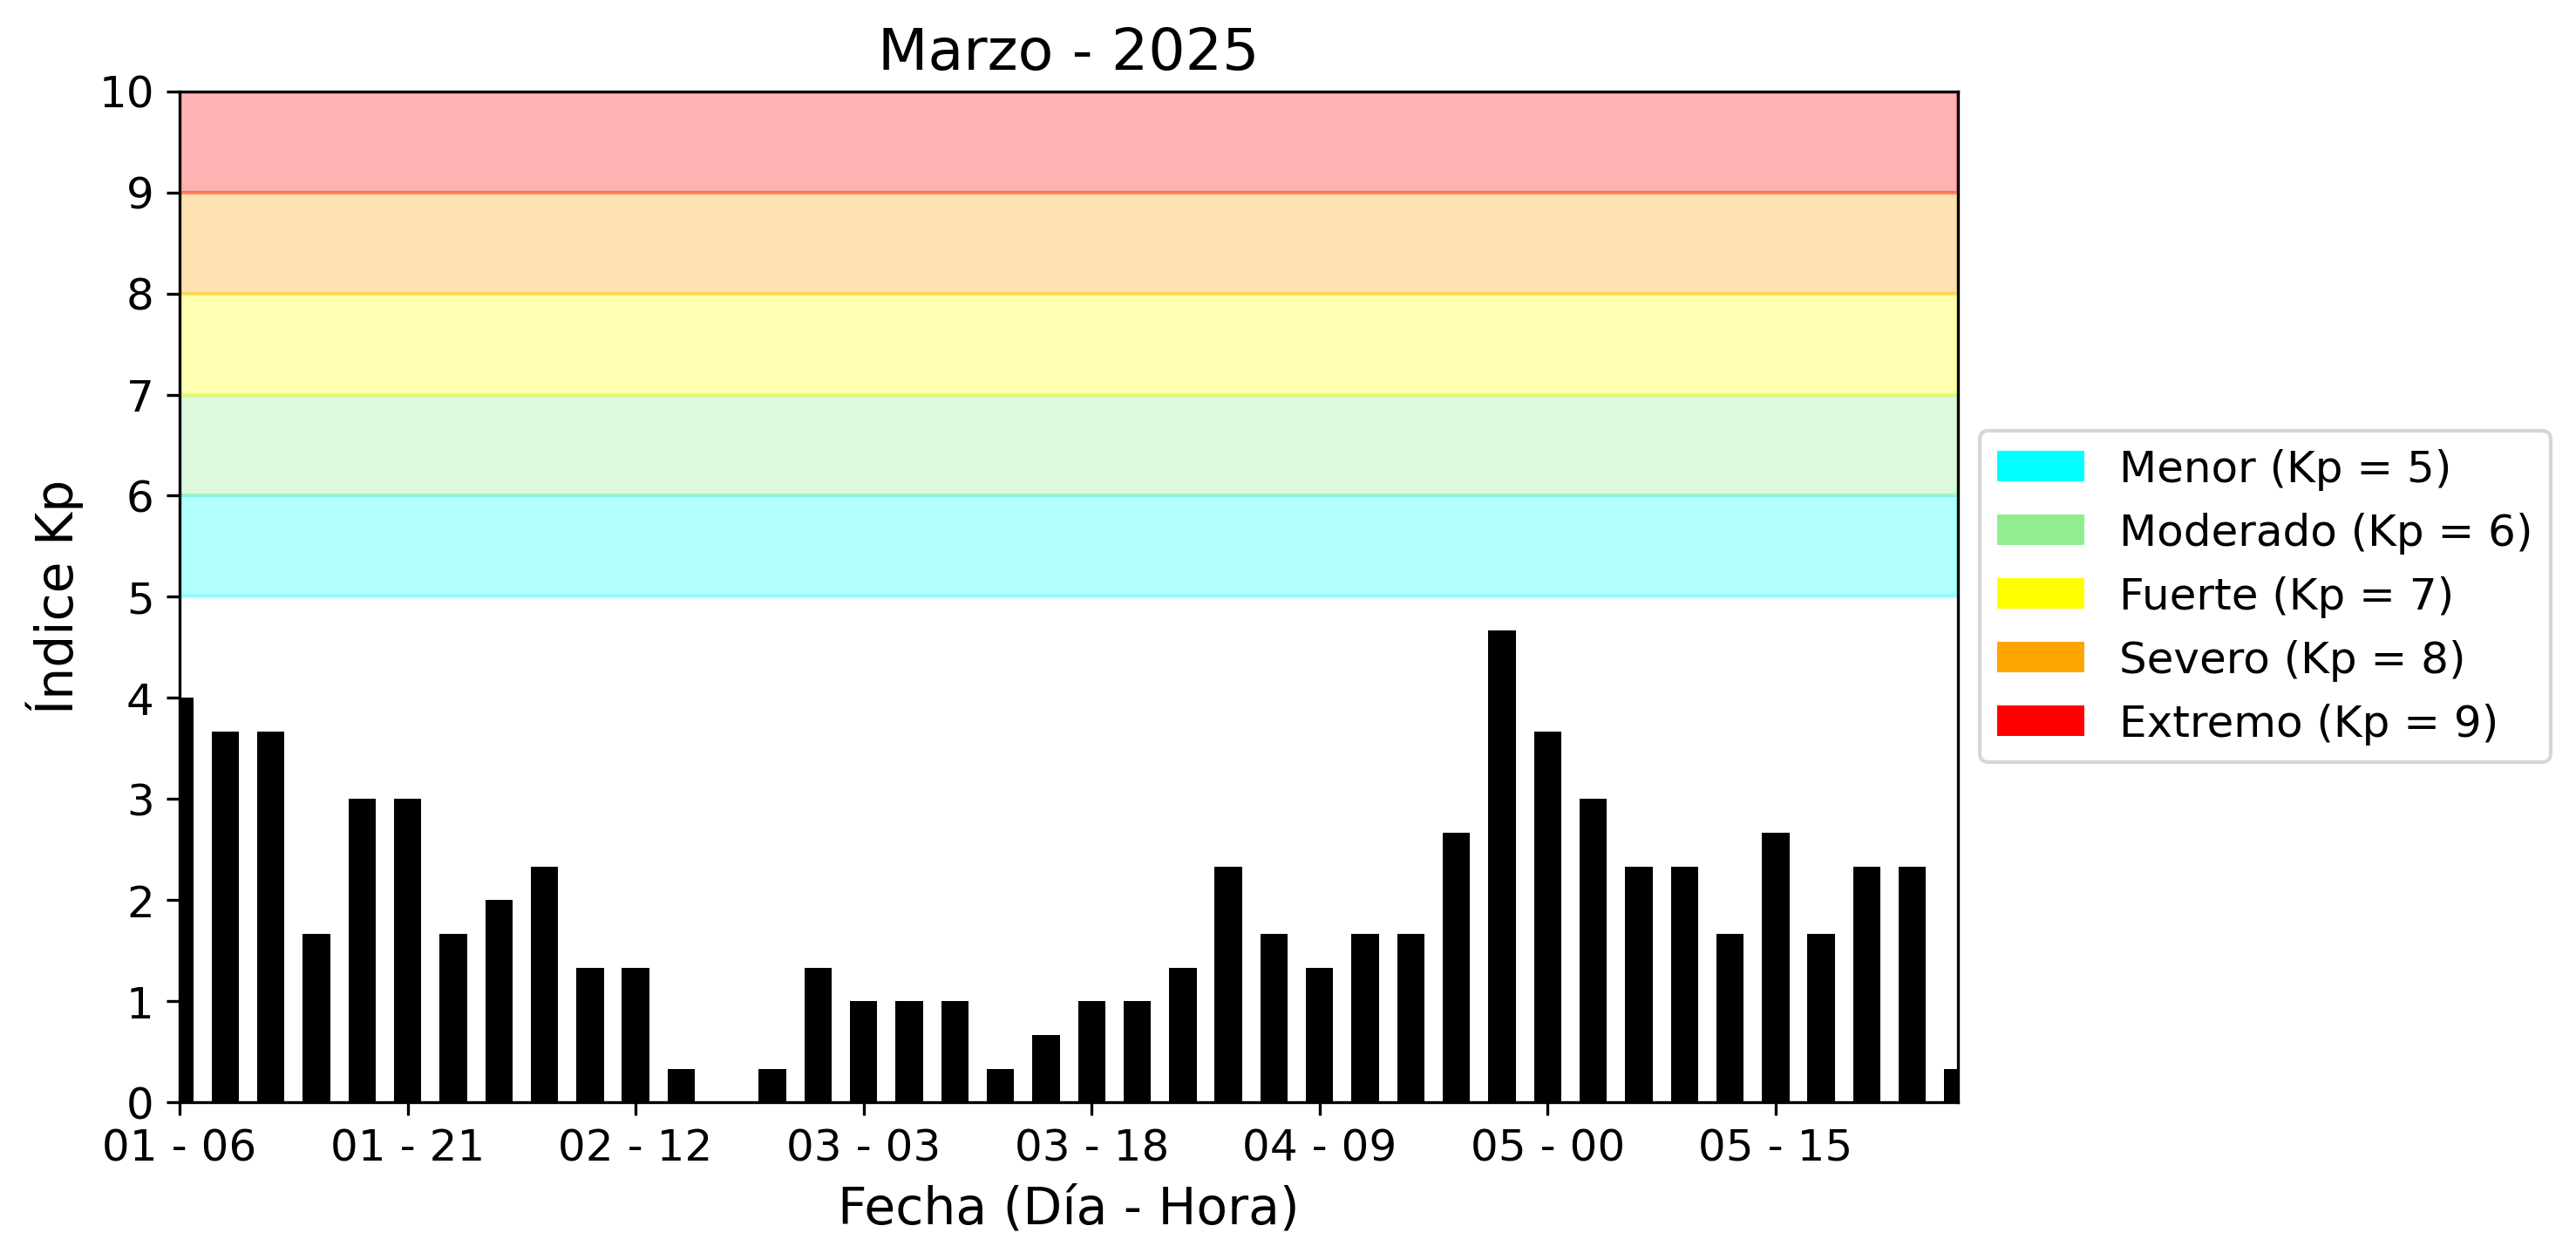 Marzo - 2025
10
9
8
7
6
5
4
3
2
1
0
Índice Kp
01 - 06 01 - 21 02 - 12 03 - 03 03 - 18 04 - 09 05 - 00 05 - 15
Fecha (Día - Hora)
Menor (Kp = 5)
Moderado (Kp = 6)
Fuerte (Kp = 7)
Severo (Kp = 8)
Extremo (Kp = 9)